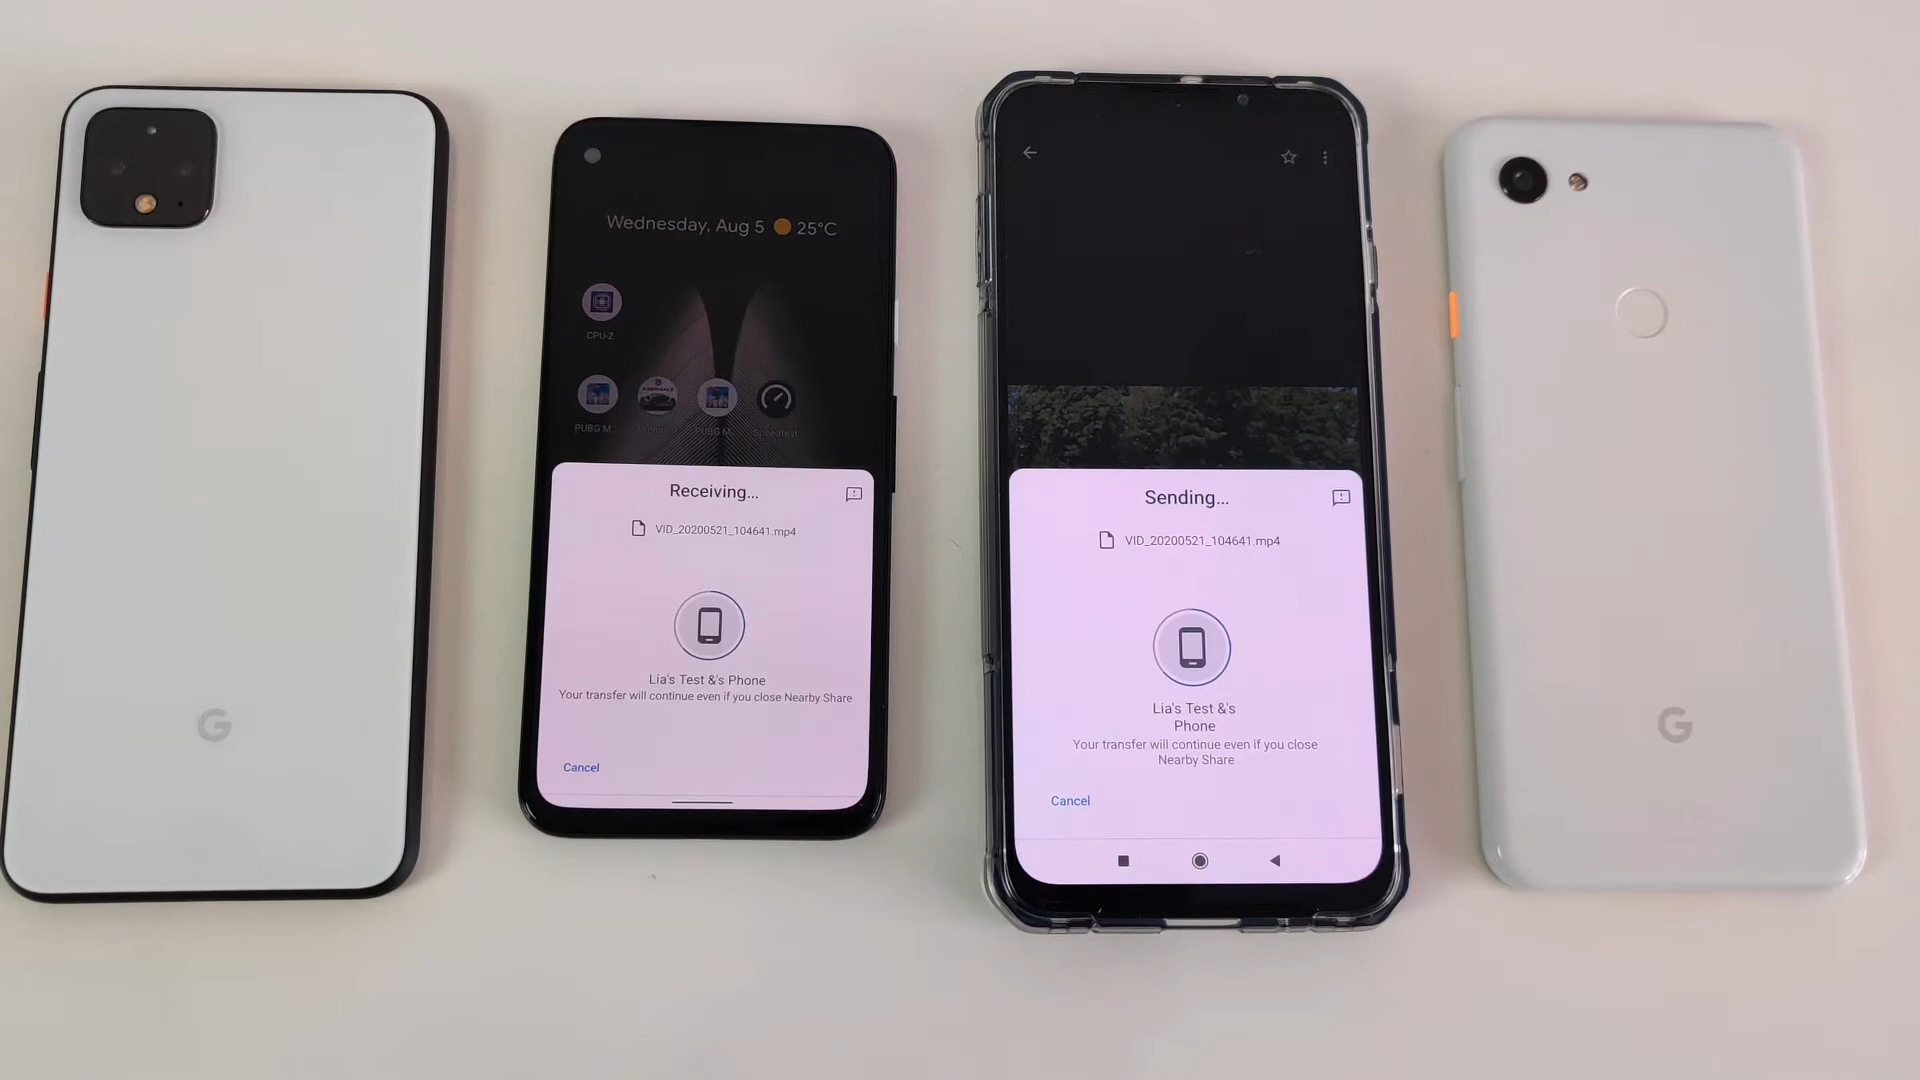 G
Wednesday, Aug 5 25°C
CPU-Z
PUBG M...
PUBG M...
Speedtest
Receiving...
VID_20200521_104641.mp4
Lia's Test &'s Phone
Your transfer will continue even if you close Nearby Share
Cancel
Sending...
VID_20200521_104641.mp4
Lia's Test &'s
Phone
Your transfer will continue even if you close
Nearby Share
Cancel
G